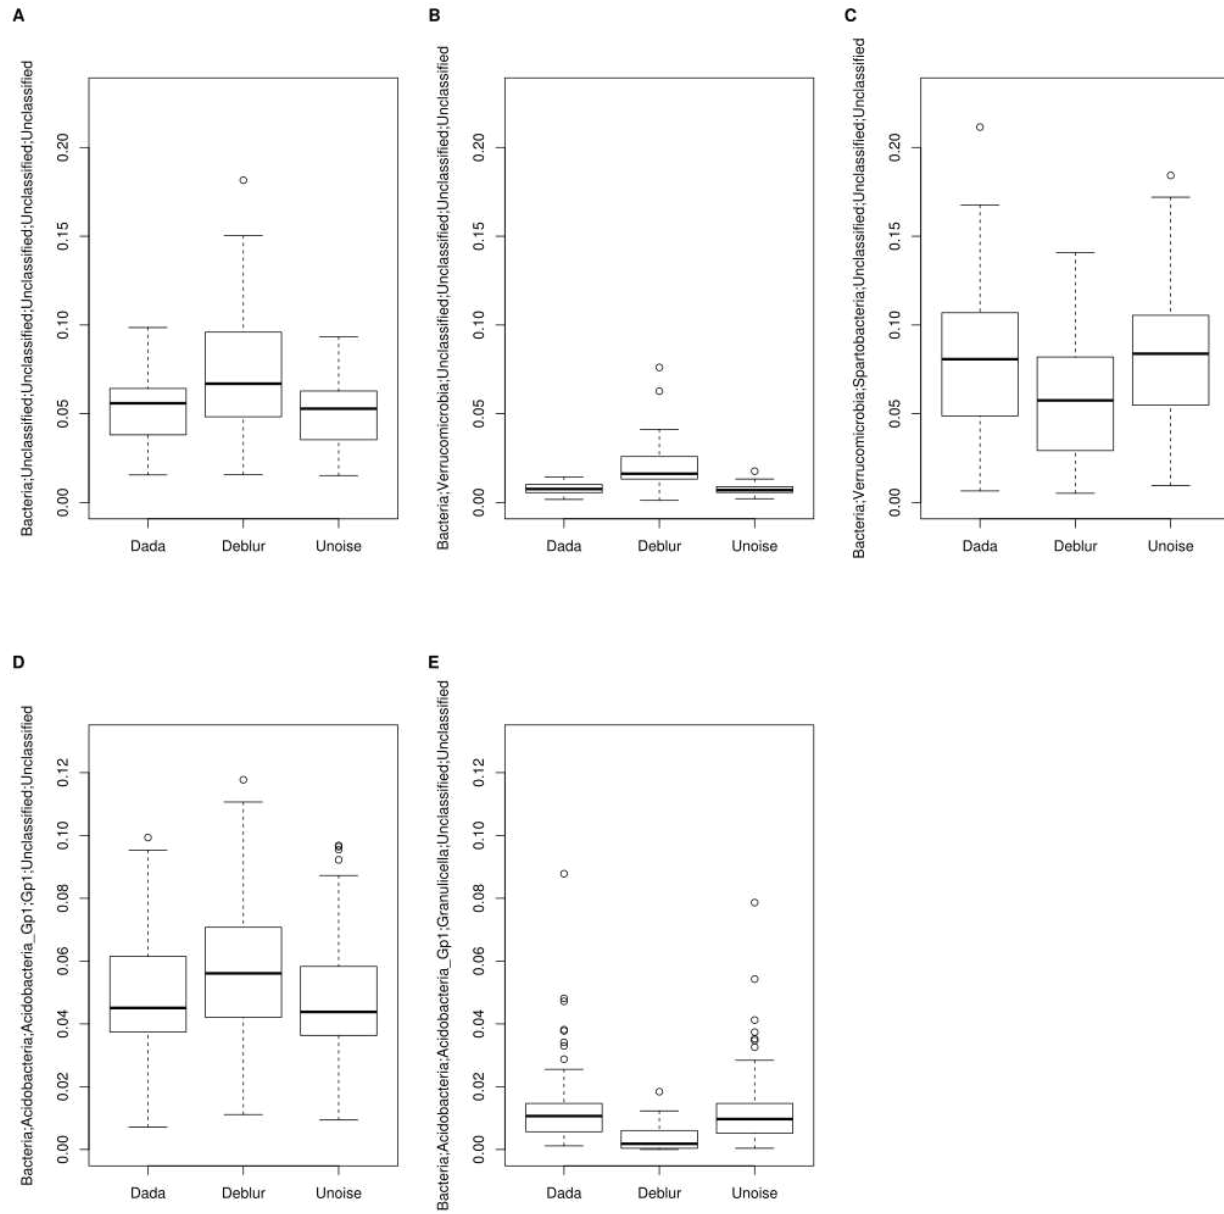 A
B
C
Bacteria;Unclassified;Unclassified;Unclassified;Unclassified;Unclassified
0.00
0.05
0.10
0.15
0.20
Dada
Deblur
Unoise
Bacteria;Verrucomicrobia;Unclassified;Unclassified;Unclassified;Unclassified
0.00
0.05
0.10
0.15
0.20
Dada
Deblur
Unoise
Bacteria;Verrucomicrobia;Spartobacteria;Unclassified;Unclassified;Unclassified
0.00
0.05
0.10
0.15
0.20
Dada
Deblur
Unoise
D
E
Bacteria;Acidobacteria;Acidobacteria_Gp1;Gp1;Unclassified;Unclassified
0.00
0.02
0.04
0.06
0.08
0.10
0.12
Dada
Deblur
Unoise
Bacteria;Acidobacteria;Acidobacteria_Gp1;Granulicella;Unclassified;Unclassified
0.00
0.02
0.04
0.06
0.08
0.10
0.12
Dada
Deblur
Unoise